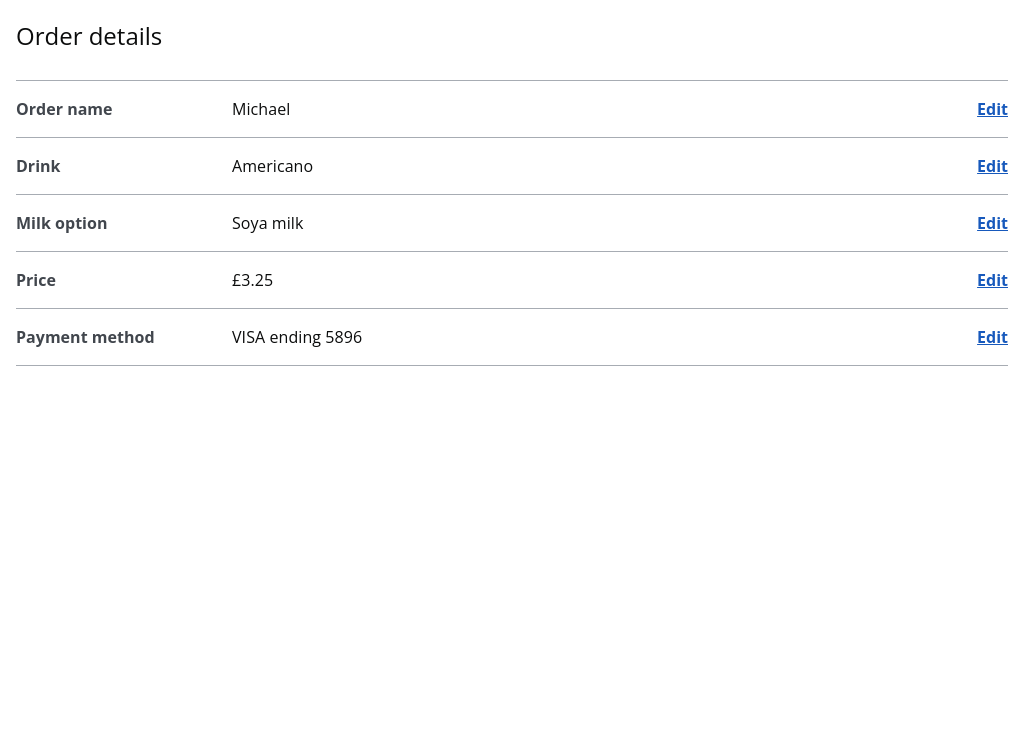 Order details
Order name Michael Edit
Drink Americano Edit
Milk option Soya milk Edit
Price £3.25 Edit
Payment method VISA ending 5896 Edit